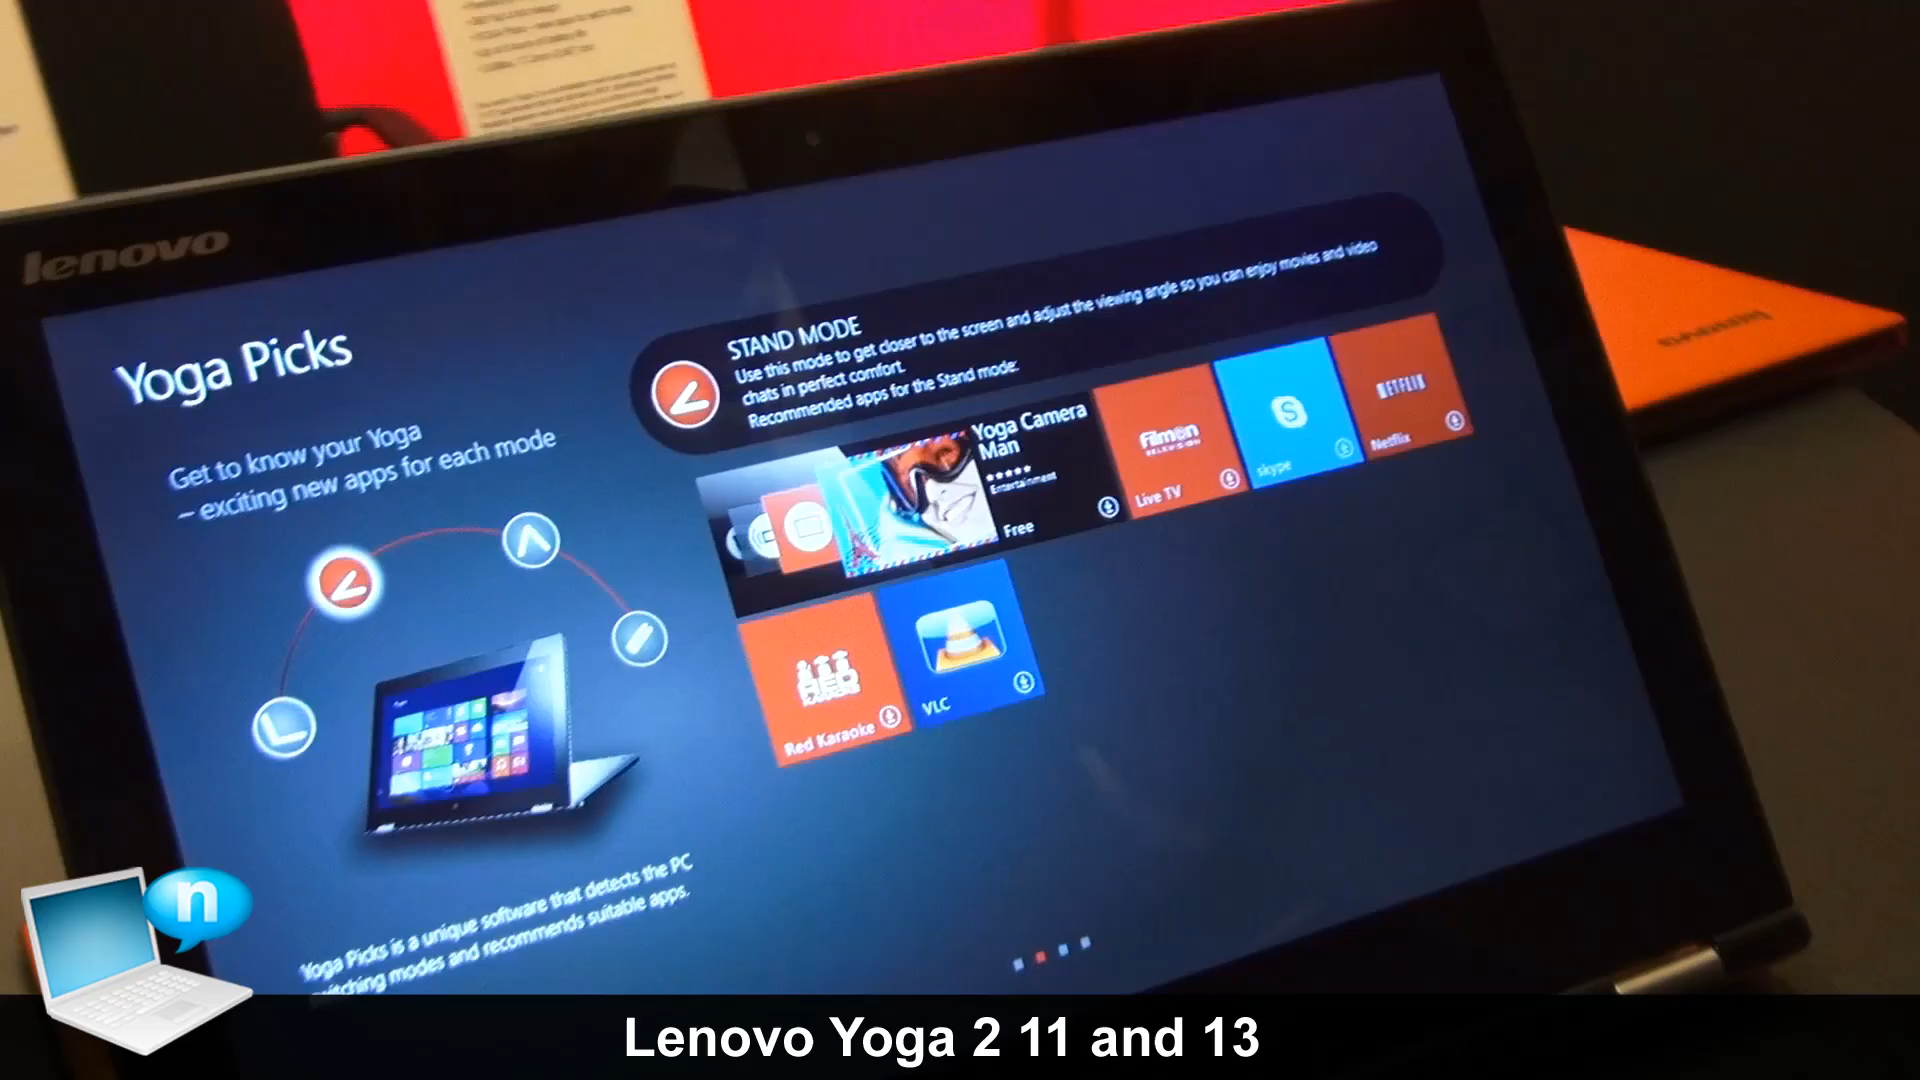 lenovo
Yoga Picks
Get to know your Yoga
– exciting new apps for each mode
STAND MODE
Use this mode to get closer to the screen and adjust the viewing angle so you can enjoy movies and video
chats in perfect comfort.
Recommended apps for the Stand mode:
Yoga Camera
Man
Entertainment
Free
filmon
TELEVISION
Live TV
S
skype
NETFLIX
Netflix
RED
KARAOKE
Red Karaoke
VLC
Yoga Picks is a unique software that detects the PC
switching modes and recommends suitable apps.
lenovo
n
Lenovo Yoga 2 11 and 13